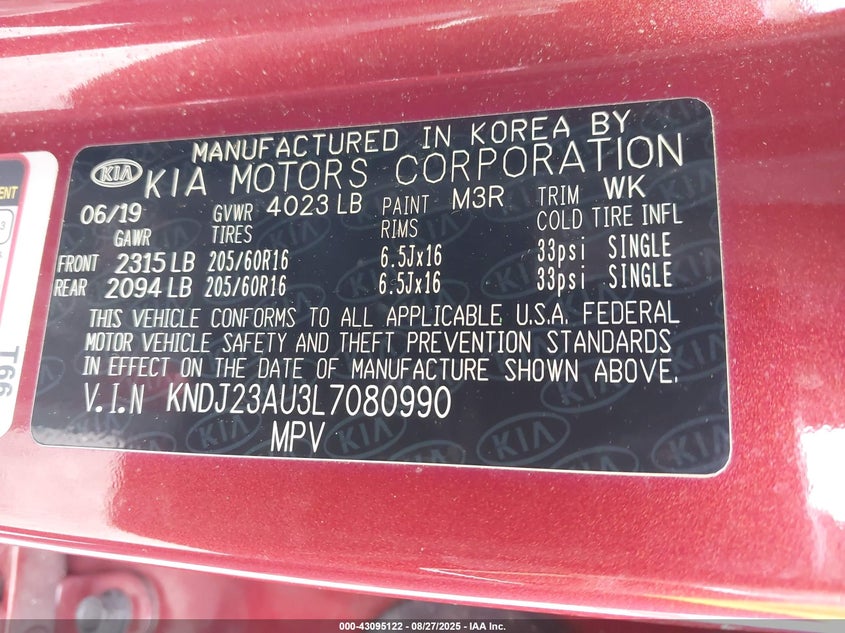 MANUFACTURED IN KOREA BY
KIA KIA MOTORS CORPORATION
06/19 GVWR 4023 LB PAINT M3R TRIM WK
GAWR TIRES RIMS COLD TIRE INFL
FRONT 2315 LB 205/60R16 6.5Jx16 33psi SINGLE
REAR 2094 LB 205/60R16 6.5Jx16 33psi SINGLE
THIS VEHICLE CONFORMS TO ALL APPLICABLE U.S.A. FEDERAL
MOTOR VEHICLE SAFETY AND THEFT PREVENTION STANDARDS
IN EFFECT ON THE DATE OF MANUFACTURE SHOWN ABOVE.
V.I.N KNDJ23AU3L7080990
MPV
T66
000-43095122 - 08/27/2025 - IAA Inc.